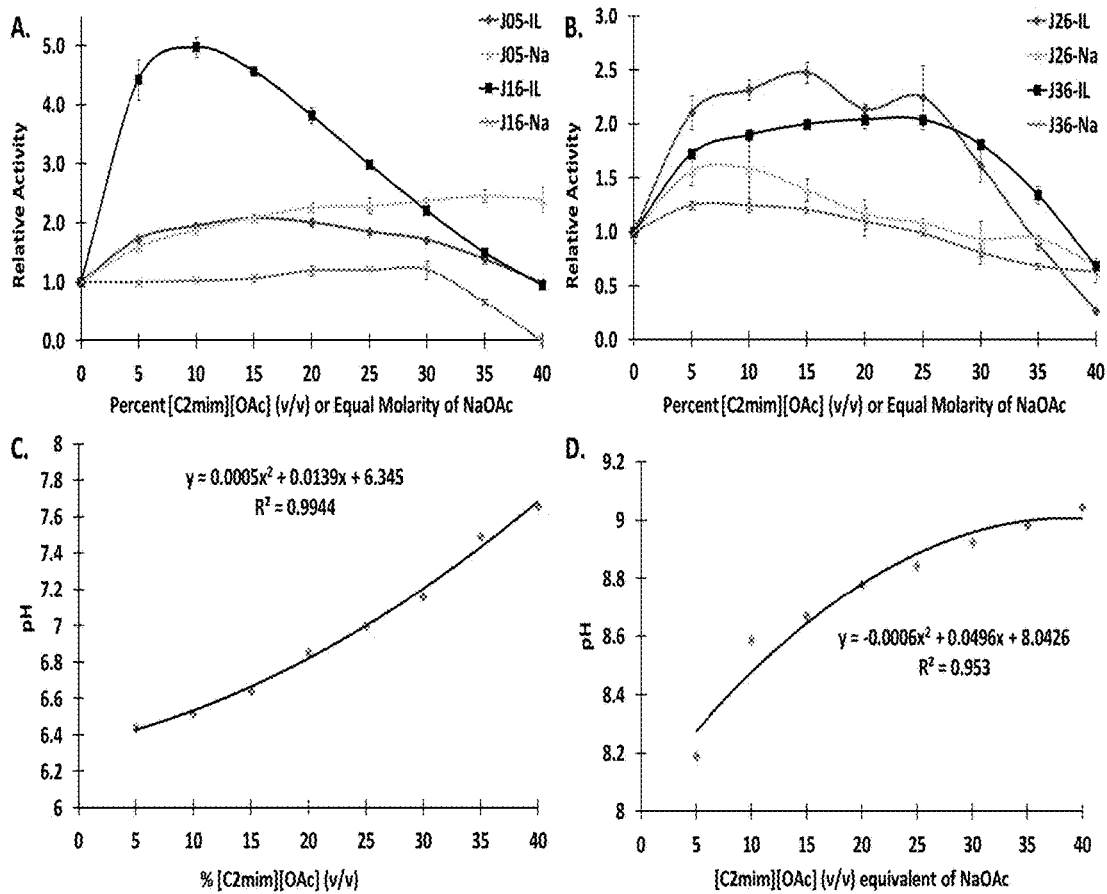 A.
J05-IL
J05-Na
J16-IL
J16-Na
5.0
4.0
3.0
2.0
1.0
0.0
Relative Activity
0 5 10 15 20 25 30 35 40
Percent [C2mim][OAc] (v/v) or Equal Molarity of NaOAc
B.
J26-IL
J26-Na
J36-IL
J36-Na
3.0
2.5
2.0
1.5
1.0
0.5
0.0
Relative Activity
0 5 10 15 20 25 30 35 40
Percent [C2mim][OAc] (v/v) or Equal Molarity of NaOAc
C.
y = 0.0005x² + 0.0139x + 6.345
R² = 0.9944
8
7.8
7.6
7.4
7.2
7
6.8
6.6
6.4
6.2
6
pH
0 5 10 15 20 25 30 35 40
% [C2mim][OAc] (v/v)
D.
y = -0.0006x² + 0.0496x + 8.0426
R² = 0.953
9.2
9
8.8
8.6
8.4
8.2
8
pH
0 5 10 15 20 25 30 35 40
[C2mim][OAc] (v/v) equivalent of NaOAc